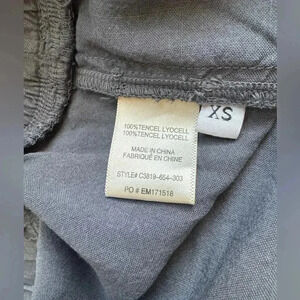 XS
100%TENCEL LYOCELL
100%TENCEL LYOCELL
MADE IN CHINA
FABRIQUÉ EN CHINE
STYLE# C3819-654-303
PO # EM171518